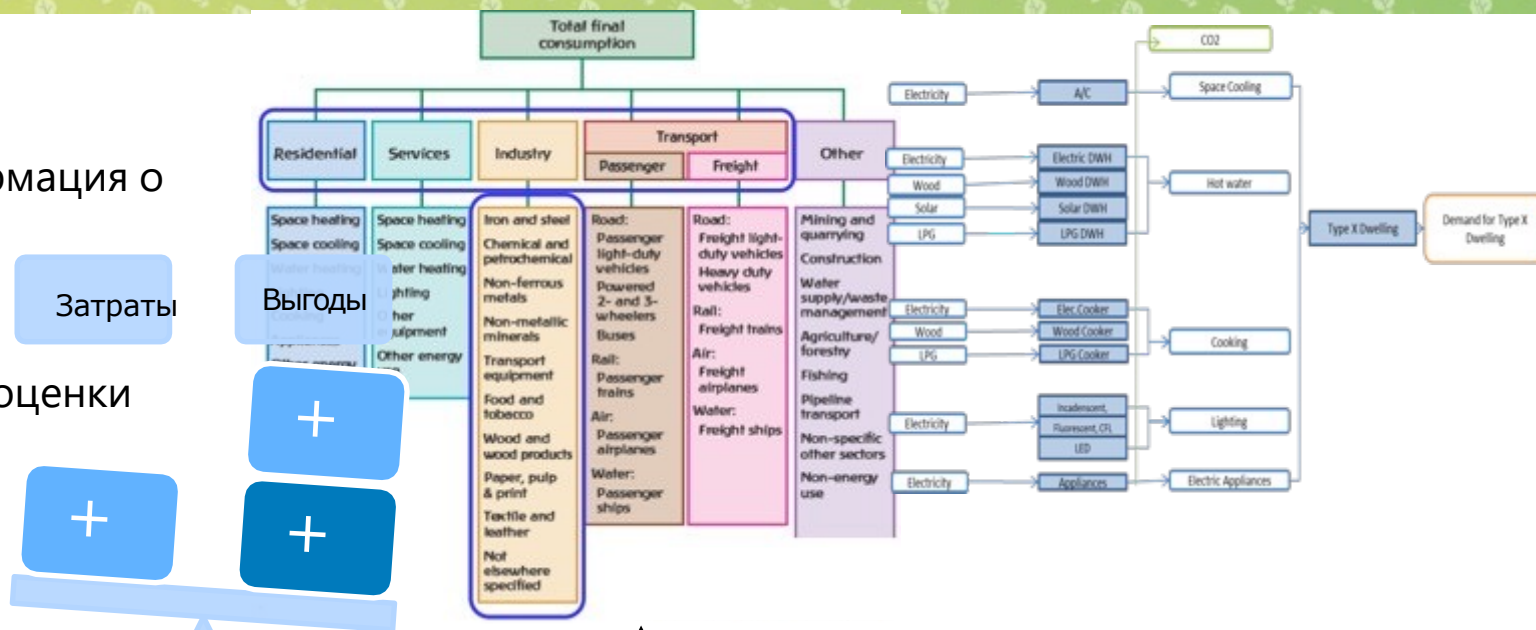 Total final
consumption
Residential
Services
Industry
Transport
Passenger
Freight
Other
Space heating
Space cooling
Water heating
Space heating
Space cooling
ater heating
ghting
her
uipment
Other energy
Iron and steel
Chemical and
petrochemical
Non-ferrous
metals
Non-metallic
minerals
Transport
equipment
Food and
tobacco
Wood and
wood products
Paper, pulp
& print
Textile and
leather
Not
elsewhere
specified
Road:
Passenger
light-duty
vehicles
Powered
2- and 3-
wheelers
Buses
Rail:
Passenger
trains
Air:
Passenger
airplanes
Water:
Passenger
ships
Road:
Freight light-
duty vehicles
Heavy duty
vehicles
Rail:
Freight trains
Air:
Freight
airplanes
Water:
Freight ships
Mining and
quarrying
Construction
Water
supply/waste
management
Agriculture/
forestry
Fishing
Pipeline
transport
Non-specific
other sectors
Non-energy
use
рмация о
Затраты
Выгоды
оценки
+
+
+
CO2
Electricity
A/C
Space Cooling
Electricity
Electric DWH
Wood
Wood DWH
Solar
Solar DWH
LPG
LPG DWH
Hot water
Electricity
Elec.Cooker
Wood
Wood Cooker
LPG
LPG Cooker
Cooking
Electricity
Incadenscent,
Fluorescent, CFL
LED
Lighting
Electricity
Appliances
Electric Appliances
Type X Dwelling
Demand for Type X
Dwelling